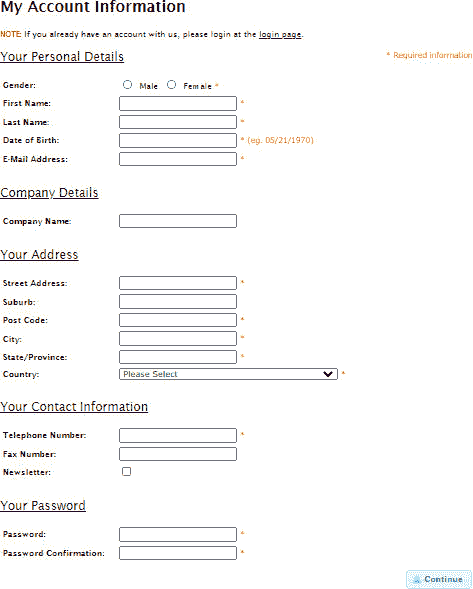 My Account Information
NOTE: If you already have an account with us, please login at the login page.
Your Personal Details
* Required information
Gender: Male Female *
First Name: *
Last Name: *
Date of Birth: * (eg. 05/21/1970)
E-Mail Address: *
Company Details
Company Name:
Your Address
Street Address: *
Suburb:
Post Code: *
City: *
State/Province: *
Country: Please Select *
Your Contact Information
Telephone Number: *
Fax Number:
Newsletter:
Your Password
Password: *
Password Confirmation: *
Continue